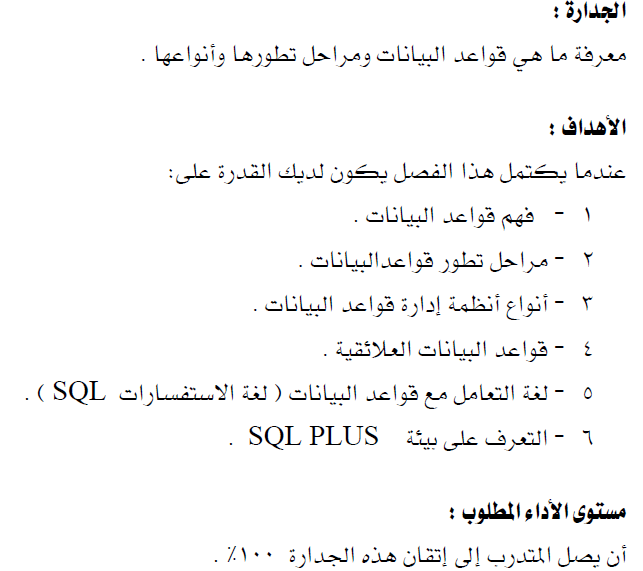 الجدارة :
معرفة ما هي قواعد البيانات ومراحل تطورها وأنواعها .
الأهداف :
عندما يكتمل هذا الفصل يكون لديك القدرة على:
١ - فهم قواعد البيانات .
٢ - مراحل تطور قواعدالبيانات .
٣ - أنواع أنظمة إدارة قواعد البيانات .
٤ - قواعد البيانات العلائقية .
٥ - لغة التعامل مع قواعد البيانات ( لغة الاستفسارات SQL ) .
٦ - التعرف على بيئة SQL PLUS .
مستوى الأداء المطلوب :
أن يصل المتدرب إلى إتقان هذه الجدارة ١٠٠٪ .